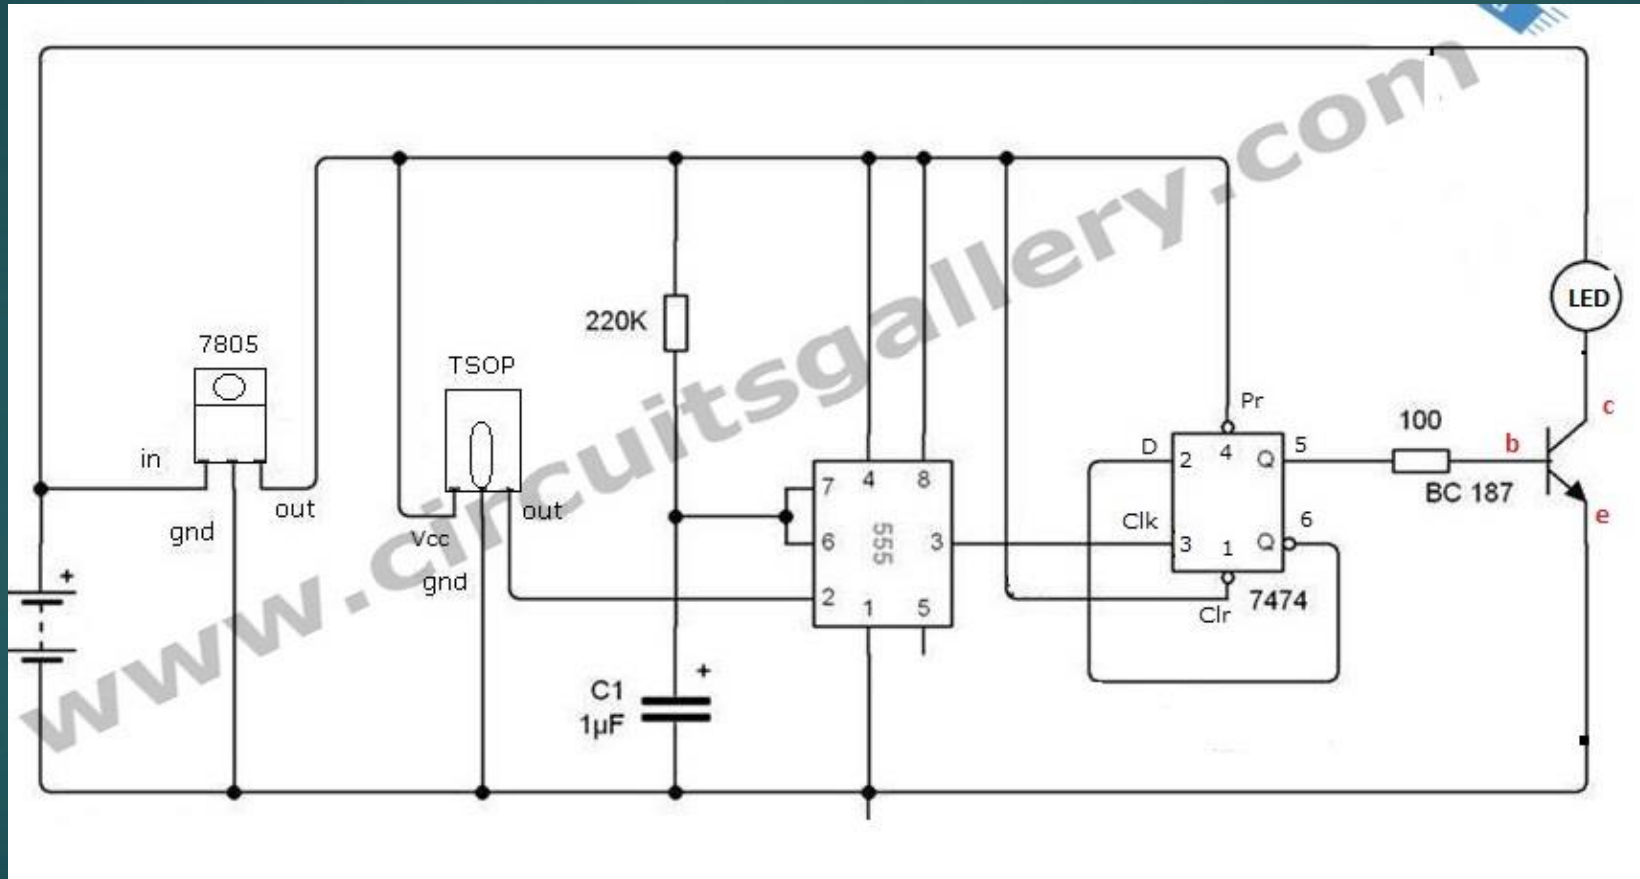 www.circuitsgallery.com
7805
in
gnd
out
TSOP
Vcc
gnd
out
220K
C1
1µF
+
+
555
7
6
2
4
8
3
1
5
D
Clk
Pr
Clr
2
3
4
1
Q
Q
5
6
7474
100
BC 187
b
c
e
LED